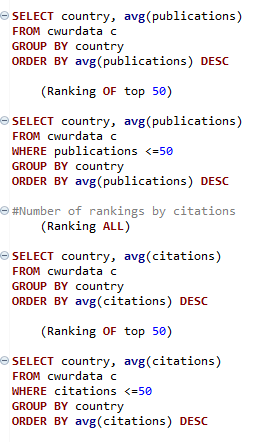 SELECT country, avg(publications)
FROM cwurdata c
GROUP BY country
ORDER BY avg(publications) DESC
(Ranking OF top 50)
SELECT country, avg(publications)
FROM cwurdata c
WHERE publications <=50
GROUP BY country
ORDER BY avg(publications) DESC
#Number of rankings by citations
(Ranking ALL)
SELECT country, avg(citations)
FROM cwurdata c
GROUP BY country
ORDER BY avg(citations) DESC
(Ranking OF top 50)
SELECT country, avg(citations)
FROM cwurdata c
WHERE citations <=50
GROUP BY country
ORDER BY avg(citations) DESC